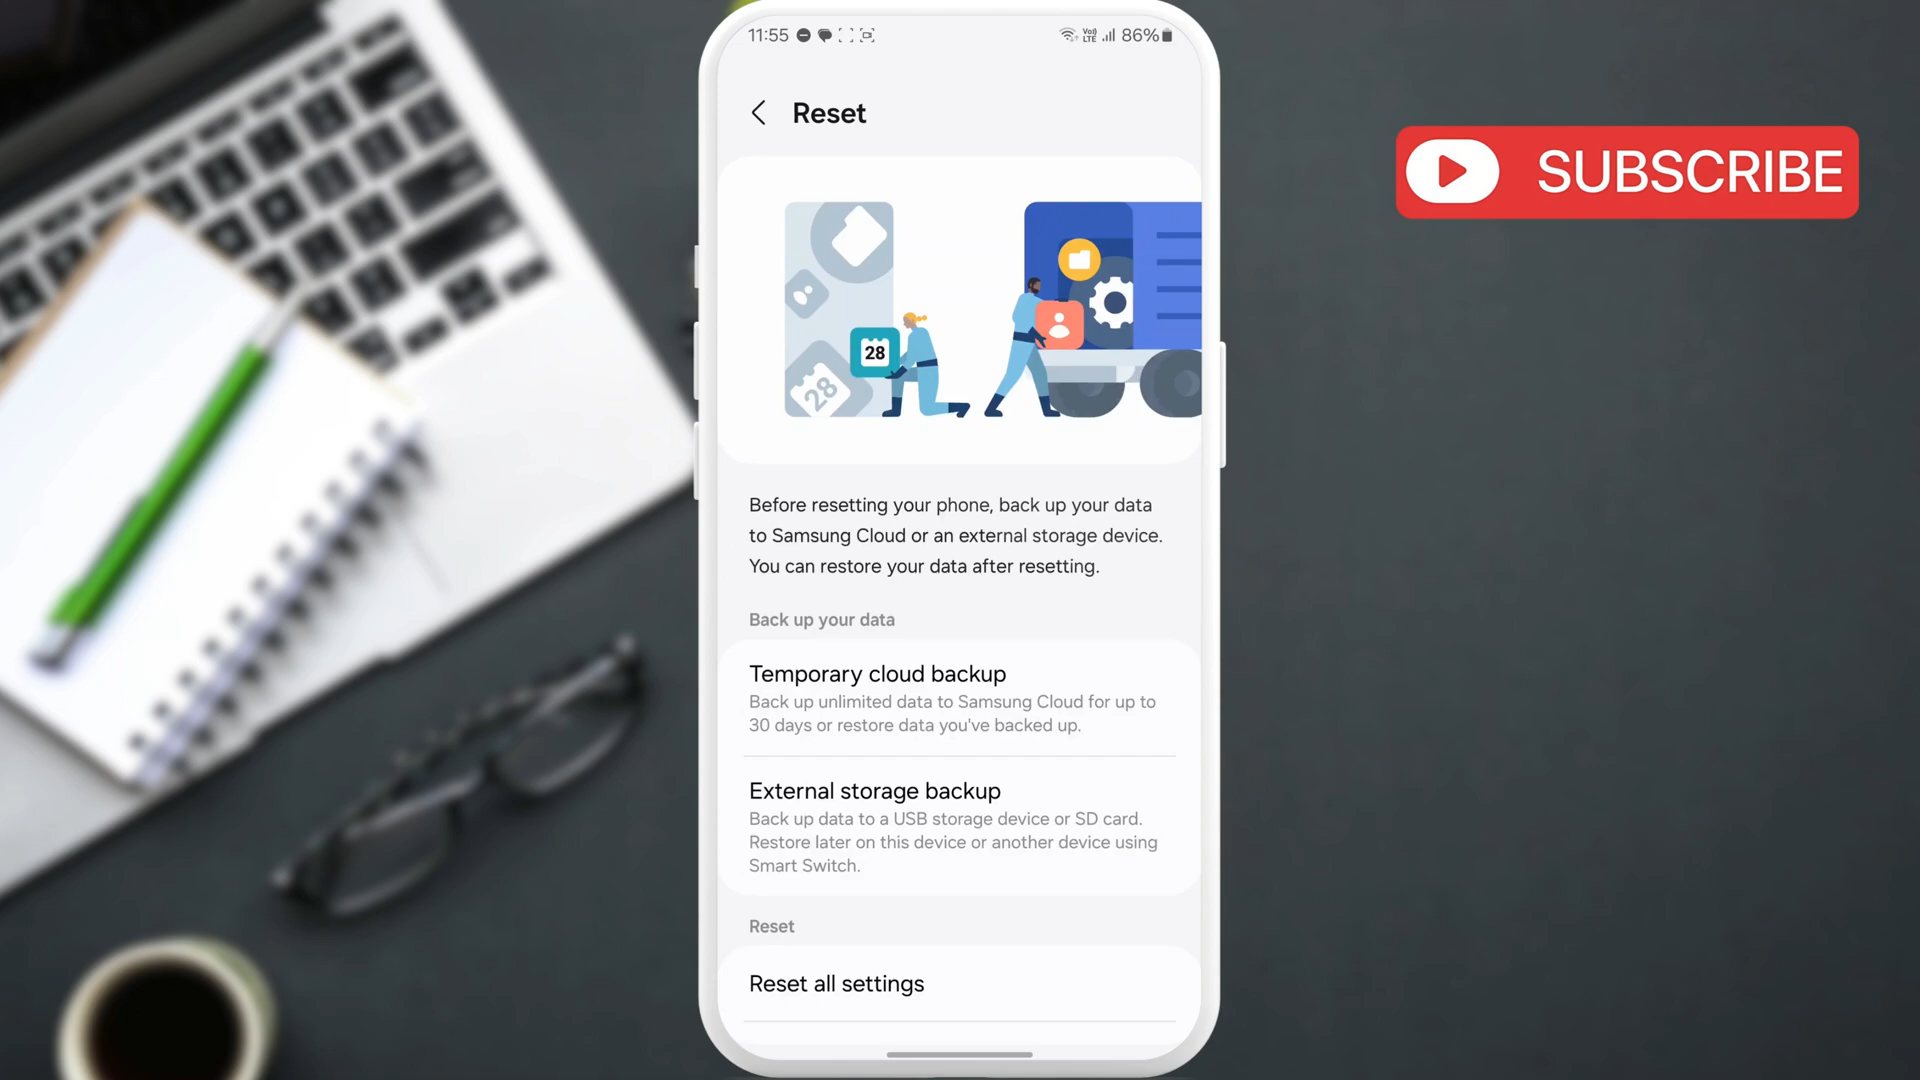 11:55
Vo)) LTE
86%
Reset
28
28
Before resetting your phone, back up your data
to Samsung Cloud or an external storage device.
You can restore your data after resetting.
Back up your data
Temporary cloud backup
Back up unlimited data to Samsung Cloud for up to
30 days or restore data you've backed up.
External storage backup
Back up data to a USB storage device or SD card.
Restore later on this device or another device using
Smart Switch.
Reset
Reset all settings
SUBSCRIBE